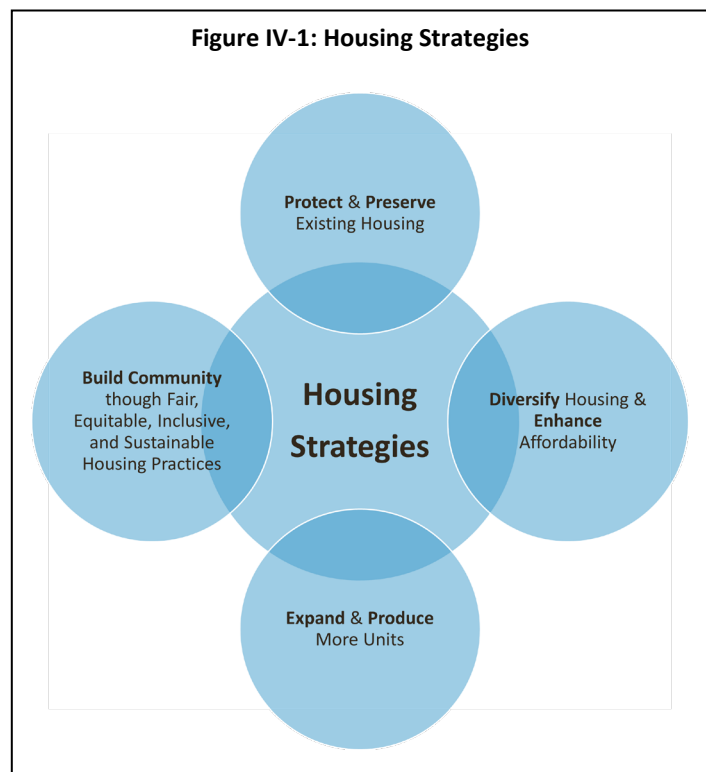 Figure IV-1: Housing Strategies
Protect & Preserve
Existing Housing
Build Community
though Fair,
Equitable, Inclusive,
and Sustainable
Housing Practices
Housing
Strategies
Diversify Housing &
Enhance
Affordability
Expand & Produce
More Units